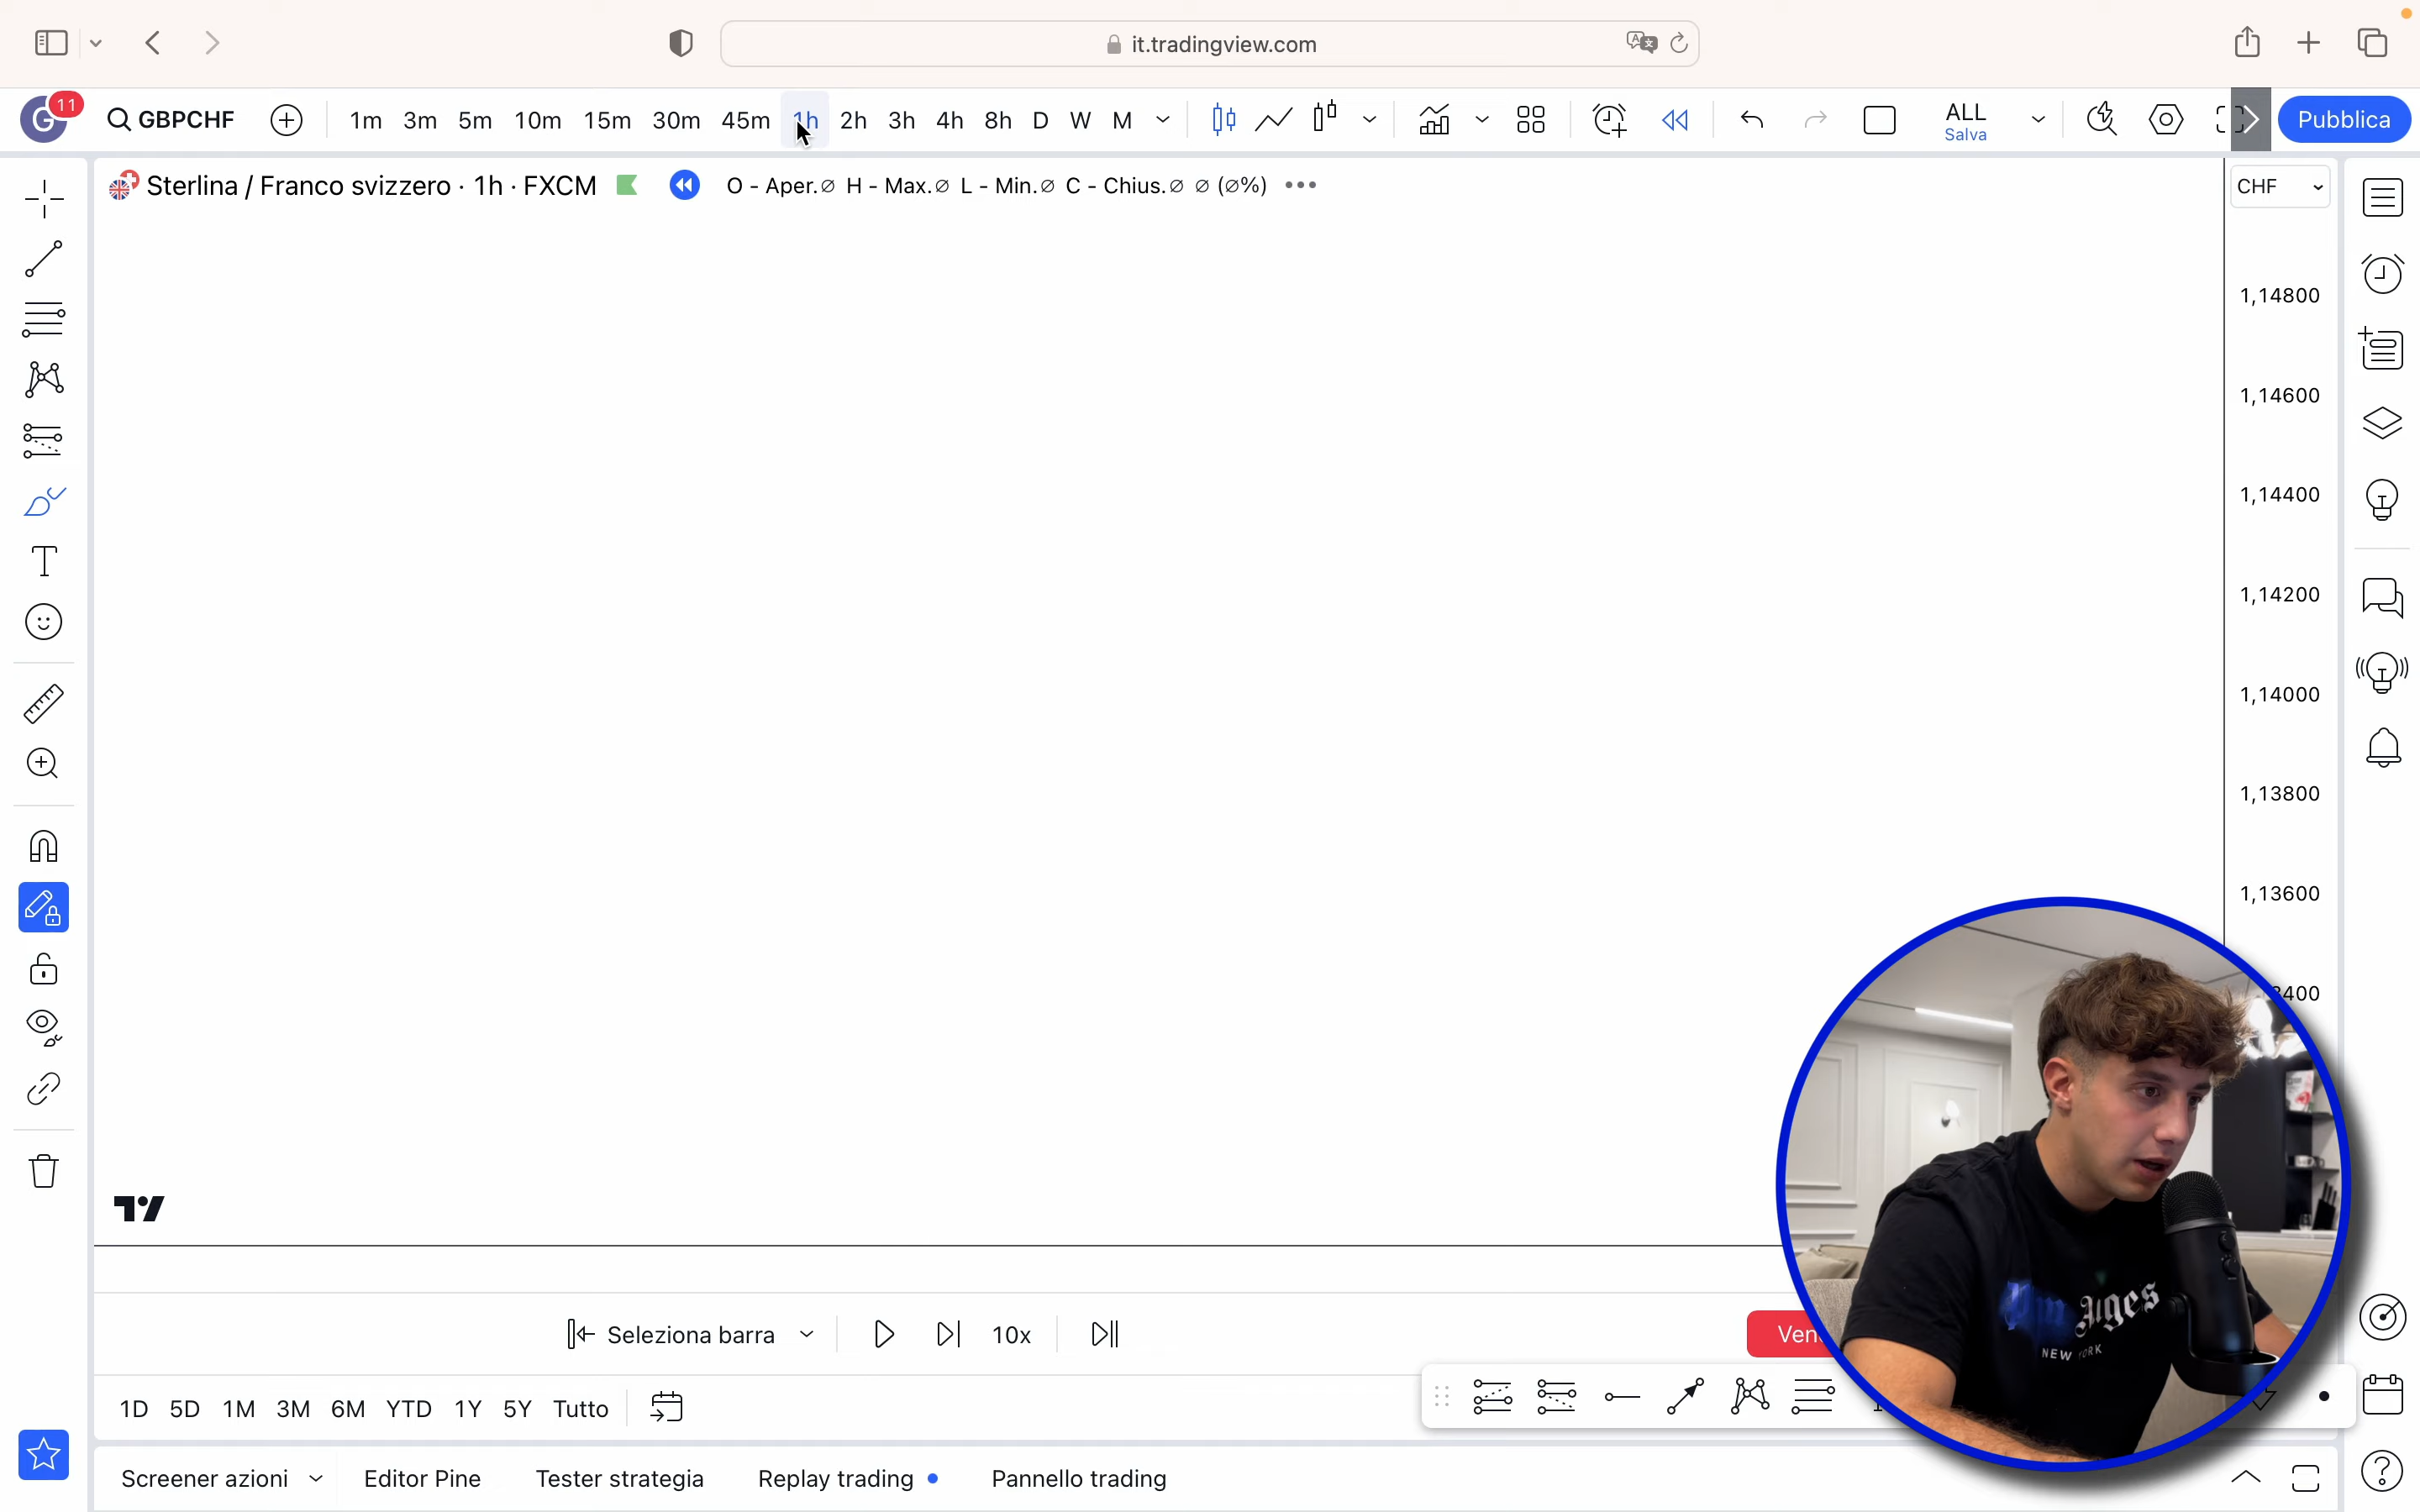 it.tradingview.com
G 11 GBPCHF 1m 3m 5m 10m 15m 30m 45m 1h 2h 3h 4h 8h D W M ALL Salva Pubblica
Sterlina / Franco svizzero · 1h · FXCM O - Aper.∅ H - Max.∅ L - Min.∅ C - Chius.∅ ∅ (∅%) CHF
1,14800
1,14600
1,14400
1,14200
1,14000
1,13800
1,13600
NEW YORK
Seleziona barra 10x
1D 5D 1M 3M 6M YTD 1Y 5Y Tutto
Screener azioni Editor Pine Tester strategia Replay trading Pannello trading